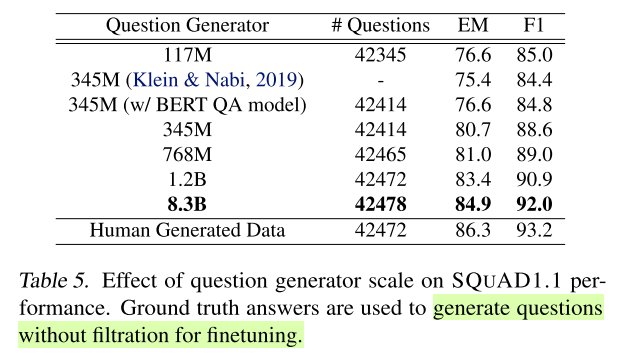 Question Generator # Questions EM F1
117M 42345 76.6 85.0
345M (Klein & Nabi, 2019) - 75.4 84.4
345M (w/ BERT QA model) 42414 76.6 84.8
345M 42414 80.7 88.6
768M 42465 81.0 89.0
1.2B 42472 83.4 90.9
8.3B 42478 84.9 92.0
Human Generated Data 42472 86.3 93.2
Table 5. Effect of question generator scale on SQUAD1.1 per-
formance. Ground truth answers are used to generate questions
without filtration for finetuning.